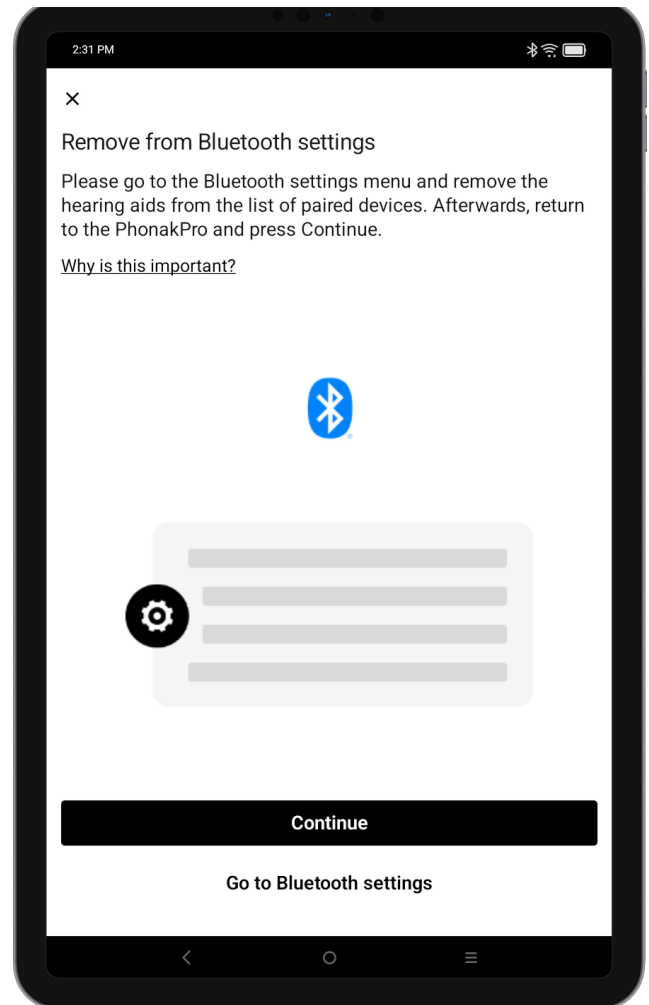 2:31 PM
Remove from Bluetooth settings
Please go to the Bluetooth settings menu and remove the
hearing aids from the list of paired devices. Afterwards, return
to the PhonakPro and press Continue.
Why is this important?
Continue
Go to Bluetooth settings